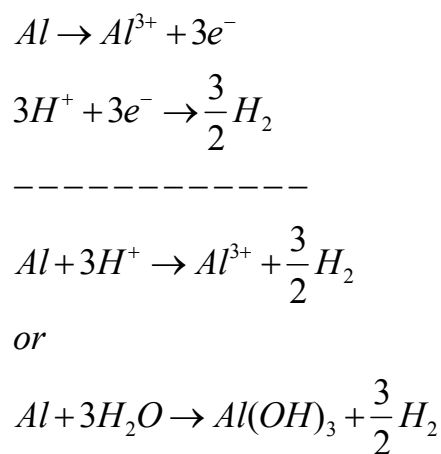 Al → Al³⁺ + 3e⁻
3H⁺ + 3e⁻ → 3/2 H₂
– – – – – – – – – – – –
Al + 3H⁺ → Al³⁺ + 3/2 H₂
or
Al + 3H₂O → Al(OH)₃ + 3/2 H₂